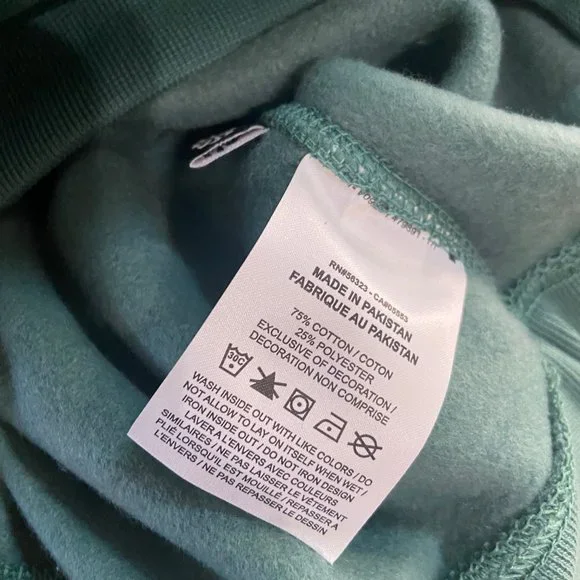 RN#56323 - CA#05553
MADE IN PAKISTAN
FABRIQUE AU PAKISTAN
75% COTTON / COTON
25% POLYESTER
EXCLUSIVE OF DECORATION /
DECORATION NON COMPRISE
30C
WASH INSIDE OUT WITH LIKE COLORS / DO
NOT ALLOW TO LAY ON ITSELF WHEN WET /
IRON INSIDE OUT / DO NOT IRON DESIGN
LAVER A L'ENVERS AVEC COULEURS
SIMILAIRES / NE PAS LAISSER LE VÊTEMENT
PLIÉ LORSQU'IL EST MOUILLÉ / REPASSER À
L'ENVERS / NE PAS REPASSER LE DESSIN